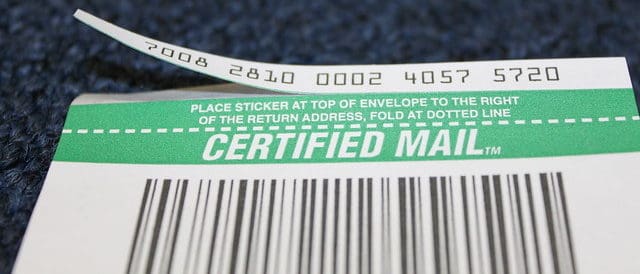 7008 2810 0002 4057 5720
PLACE STICKER AT TOP OF ENVELOPE TO THE RIGHT
OF THE RETURN ADDRESS, FOLD AT DOTTED LINE
CERTIFIED MAIL™